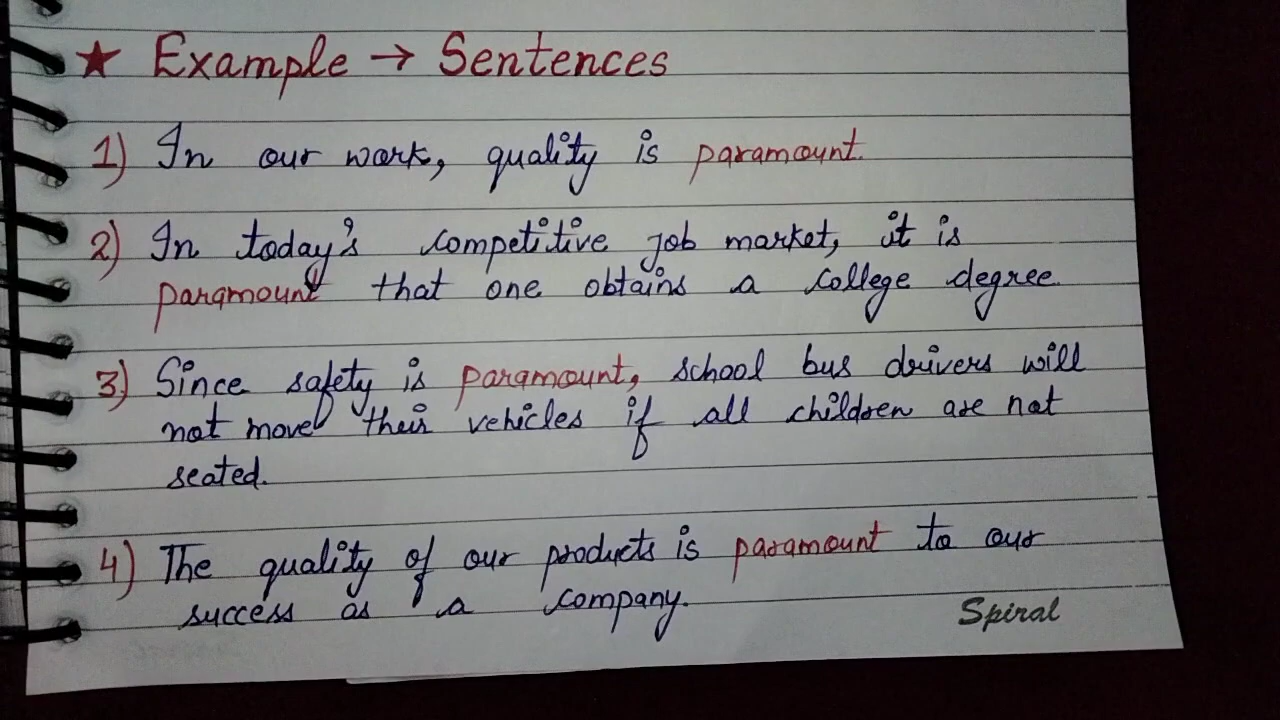 ★ Example → Sentences
1) In our work, quality is paramount.
2) In today's competitive job market, it is
paramount that one obtains a college degree.
3) Since safety is paramount, school bus drivers will
not move their vehicles if all children are not
seated.
4) The quality of our products is paramount to our
success as a company.
Spiral